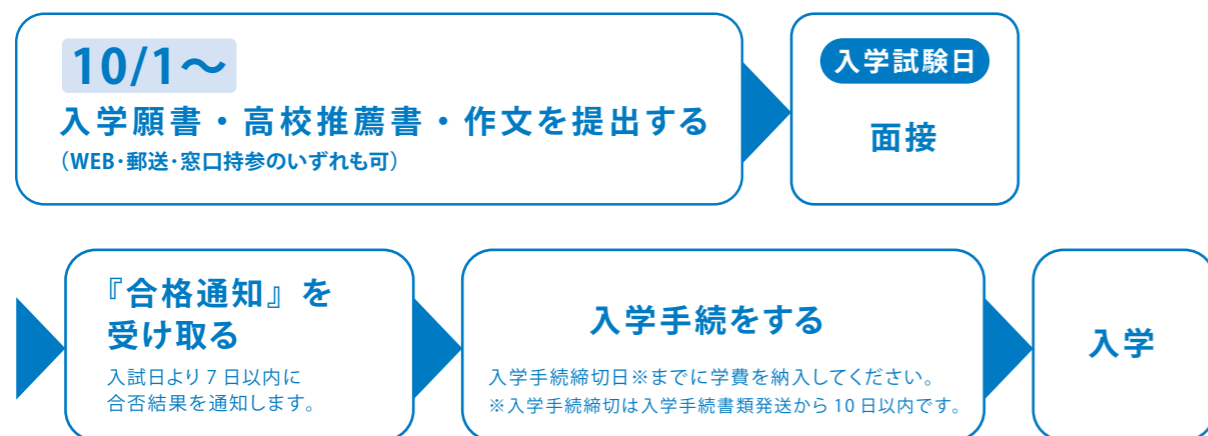 10/1～
入学願書・高校推薦書・作文を提出する
（WEB・郵送・窓口持参のいずれも可）
入学試験日
面接
『合格通知』を
受け取る
入試日より 7 日以内に
合否結果を通知します。
入学手続をする
入学手続締切日※までに学費を納入してください。
※入学手続締切は入学手続書類発送から 10 日以内です。
入学